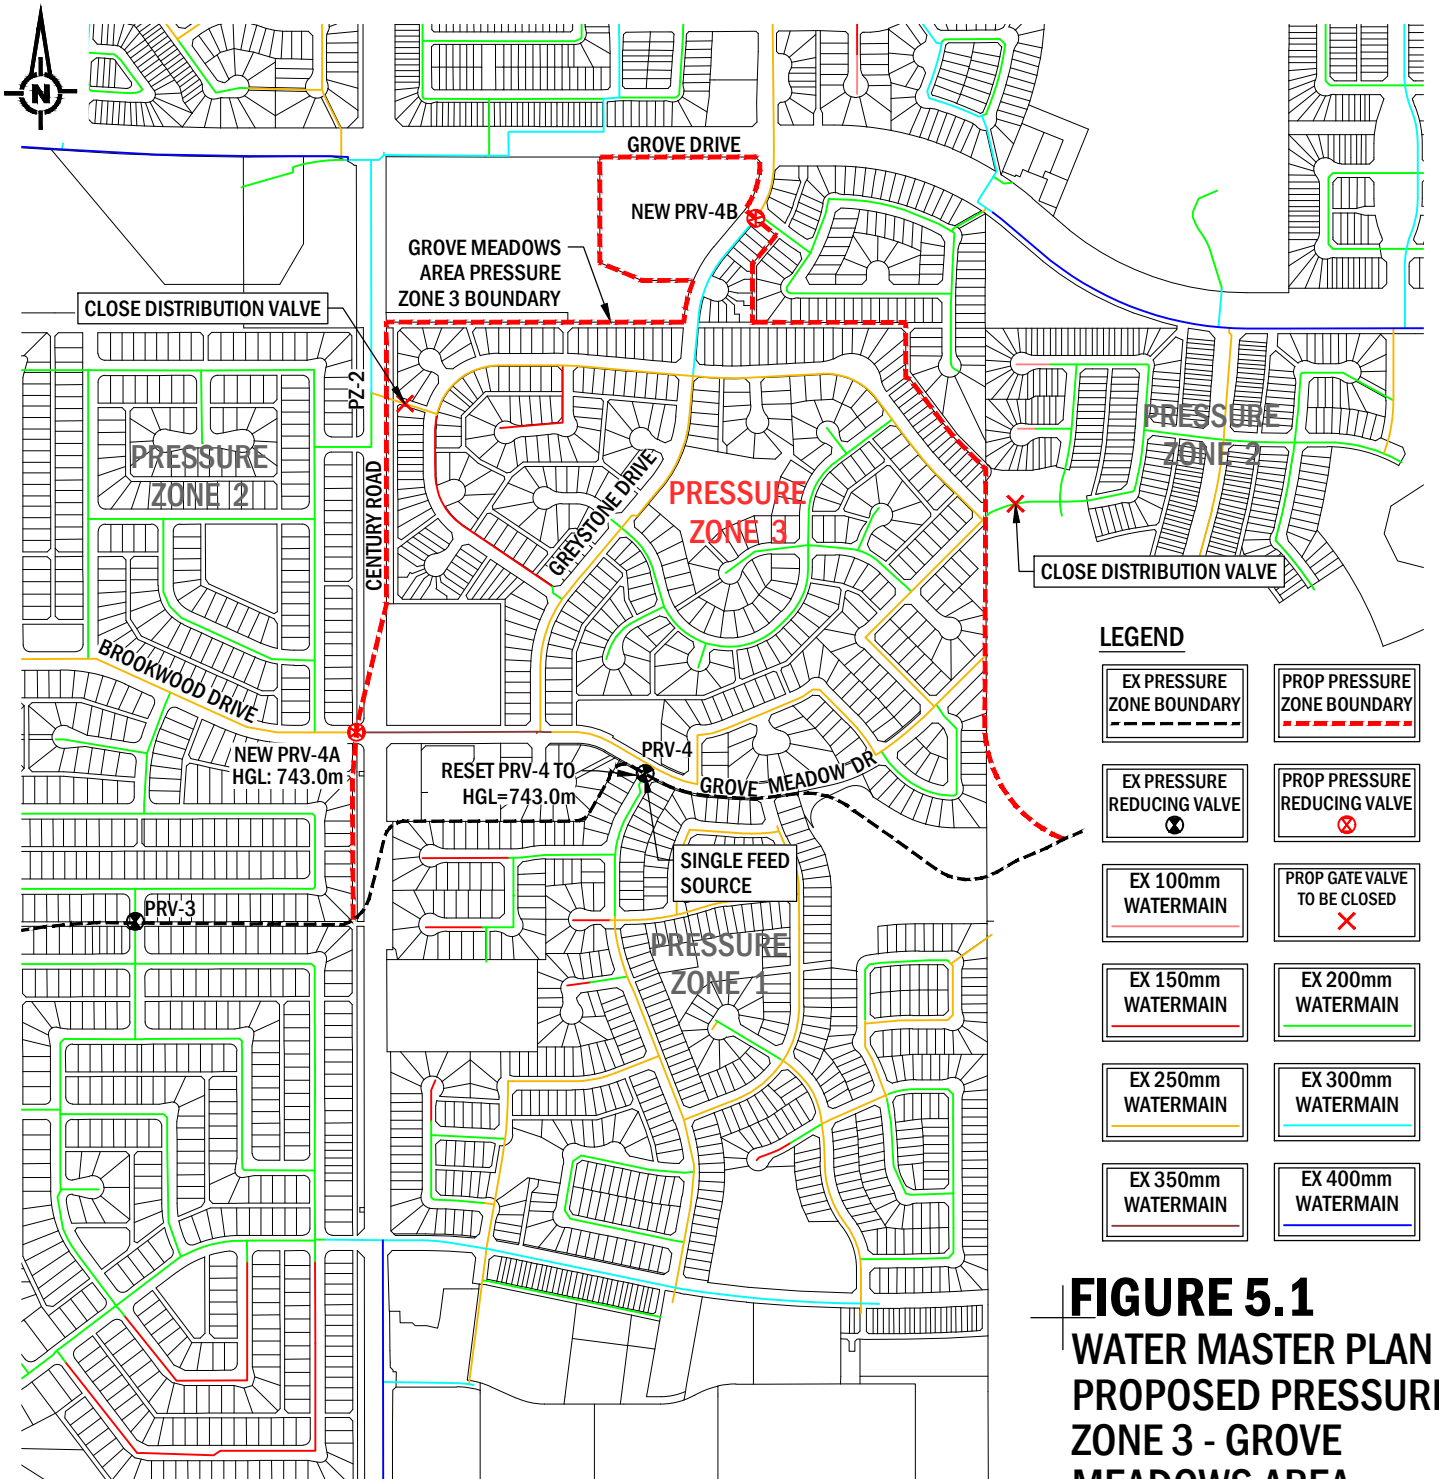 N
GROVE DRIVE
NEW PRV-4B
GROVE MEADOWS
AREA PRESSURE
ZONE 3 BOUNDARY
CLOSE DISTRIBUTION VALVE
PZ-2
PRESSURE
ZONE 2
PRESSURE
ZONE 2
CENTURY ROAD
GREYSTONE DRIVE
PRESSURE
ZONE 3
CLOSE DISTRIBUTION VALVE
BROOKWOOD DRIVE
NEW PRV-4A
HGL: 743.0m
RESET PRV-4 TO
HGL=743.0m
PRV-4
GROVE MEADOW DR
SINGLE FEED
SOURCE
PRV-3
PRESSURE
ZONE 1
LEGEND
EX PRESSURE
ZONE BOUNDARY
PROP PRESSURE
ZONE BOUNDARY
EX PRESSURE
REDUCING VALVE
PROP PRESSURE
REDUCING VALVE
EX 100mm
WATERMAIN
PROP GATE VALVE
TO BE CLOSED
EX 150mm
WATERMAIN
EX 200mm
WATERMAIN
EX 250mm
WATERMAIN
EX 300mm
WATERMAIN
EX 350mm
WATERMAIN
EX 400mm
WATERMAIN
FIGURE 5.1
WATER MASTER PLAN
PROPOSED PRESSURE
ZONE 3 - GROVE
MEADOWS AREA